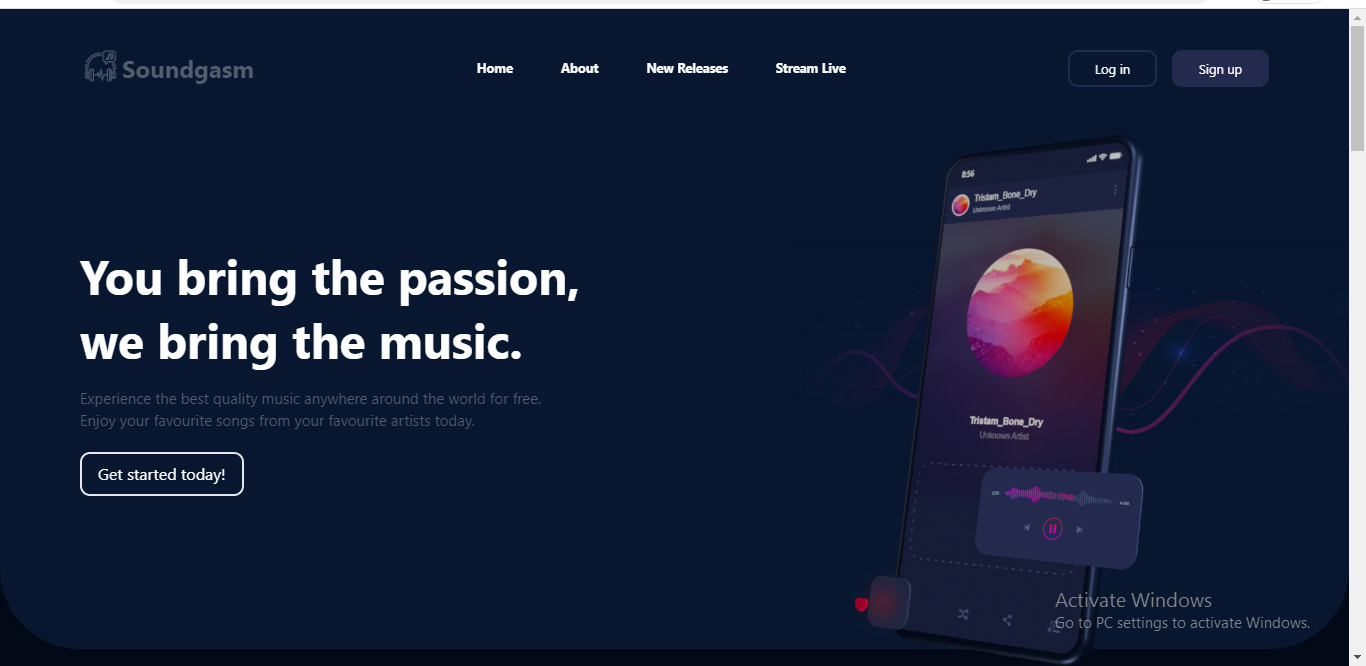 Soundgasm
Home
About
New Releases
Stream Live
Log in
Sign up
8:56
Tristam_Bone_Dry
Unknown Artist
You bring the passion,
we bring the music.
Experience the best quality music anywhere around the world for free.
Enjoy your favourite songs from your favourite artists today.
Get started today!
Tristam_Bone_Dry
Unknown Artist
Activate Windows
Go to PC settings to activate Windows.